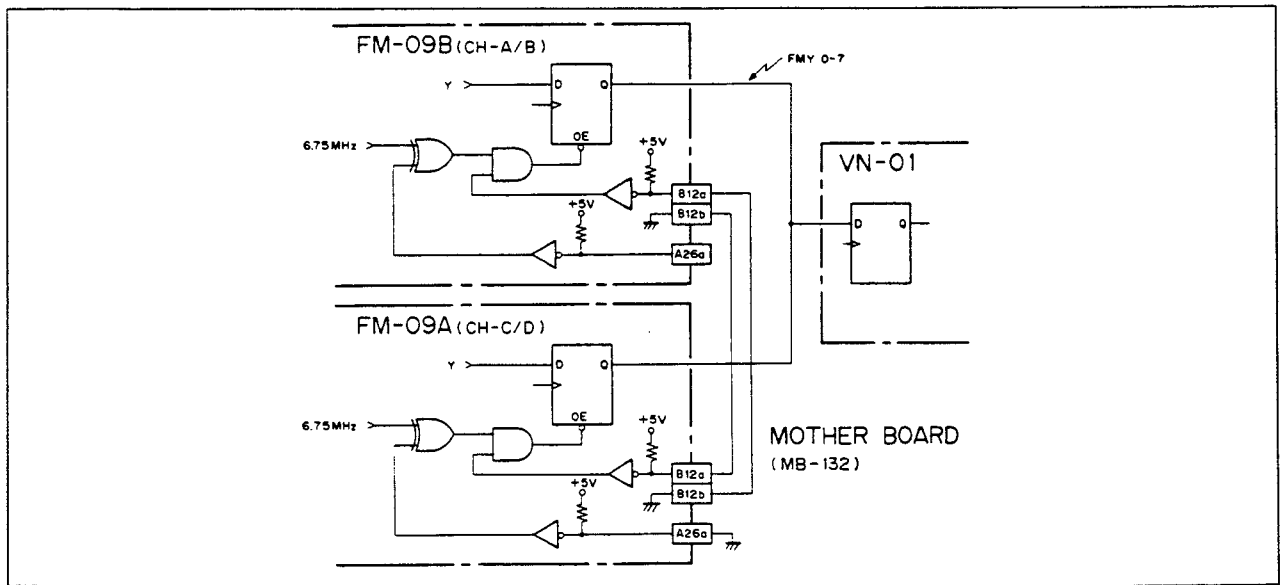 FM-09B (CH-A/B)
FMY 0-7
Y
D
Q
OE
6.75MHz
+5V
+5V
B12a
B12b
A26a
VN-01
D
Q
FM-09A (CH-C/D)
Y
D
Q
OE
6.75MHz
+5V
+5V
B12a
B12b
A26a
MOTHER BOARD
(MB-132)